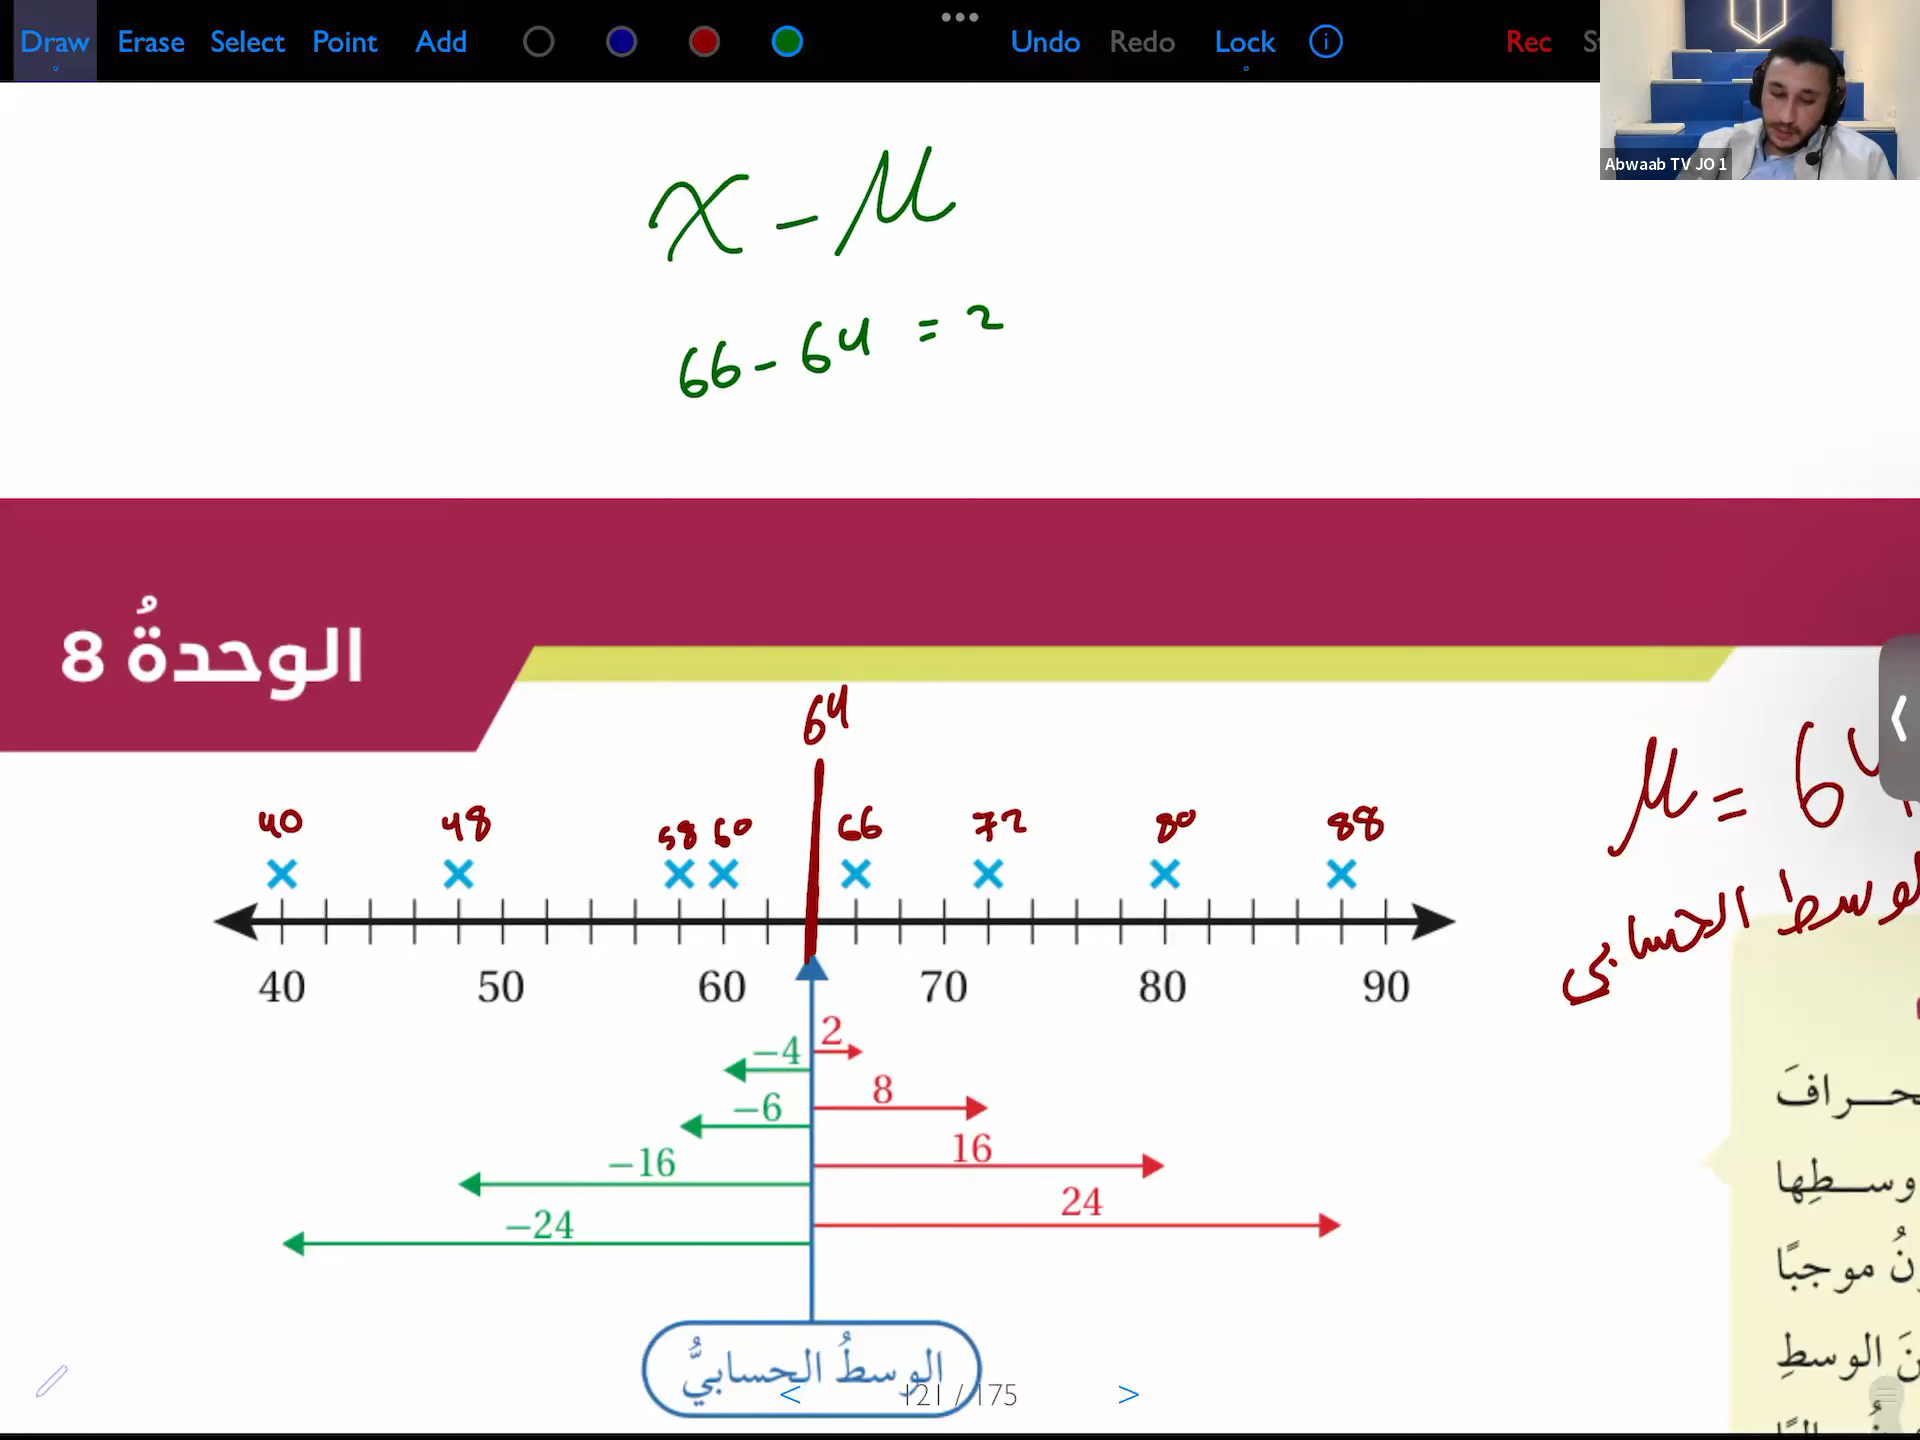 Draw Erase Select Point Add Undo Redo Lock Rec
Abwaab TV JO 1
x - μ
66 - 64 = 2
الوحدةُ 8
64
40 48 58 60 66 72 80 88
μ = 64
الوسط الحسابي
40 50 60 70 80 90
2
−4
8
−6
16
−16
24
−24
وسطِها
موجبًا
نَ الوسطِ
الوسطُ الحسابيُّ
< 121 / 175 >